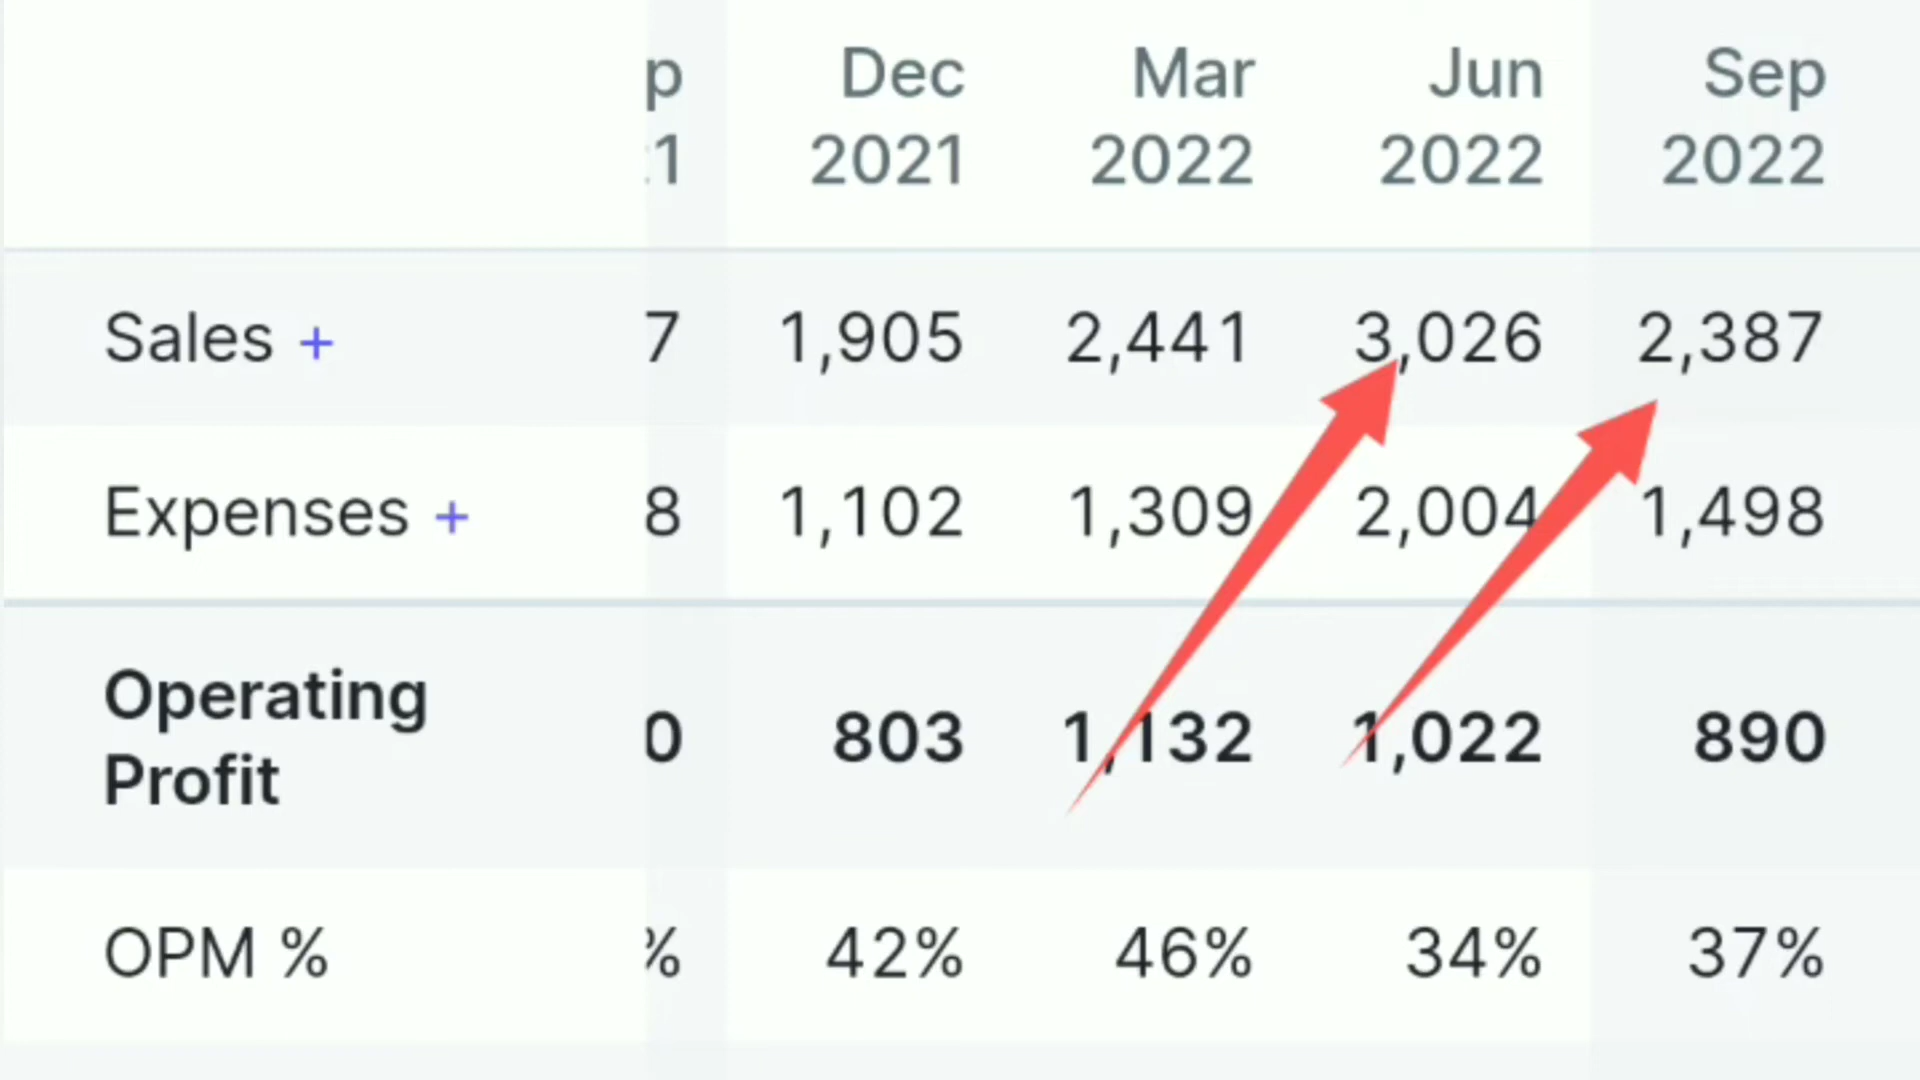 p Dec Mar Jun Sep
1 2021 2022 2022 2022
Sales + 7 1,905 2,441 3,026 2,387
Expenses + 8 1,102 1,309 2,004 1,498
Operating
Profit 0 803 1,132 1,022 890
OPM % % 42% 46% 34% 37%